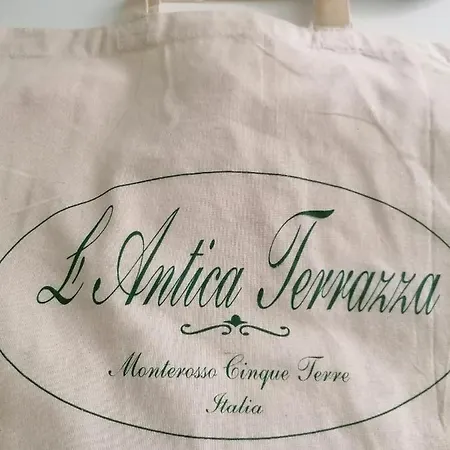 L'Antica Terrazza
Monterosso Cinque Terre
Italia